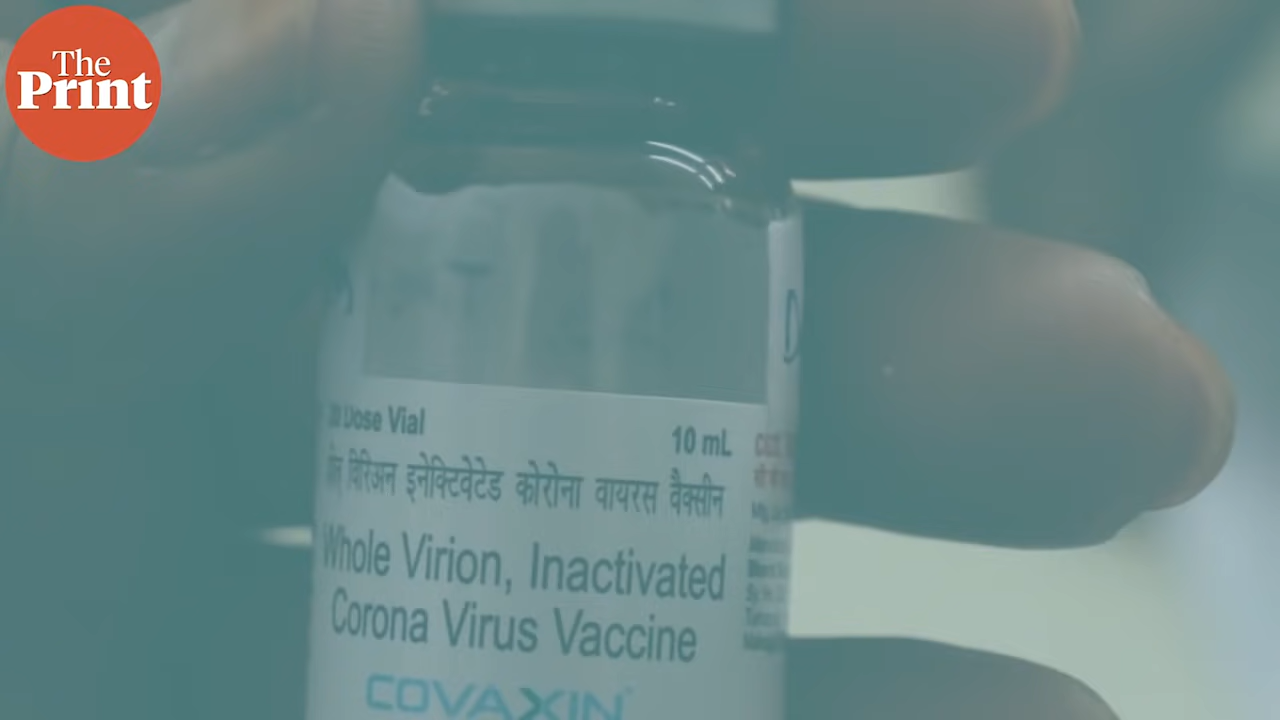 The
Print
Dose Vial
10 mL
विरिअन इनेक्टिवेटेड कोरोना वायरस वैक्सीन
Whole Virion, Inactivated
Corona Virus Vaccine
COVAXIN